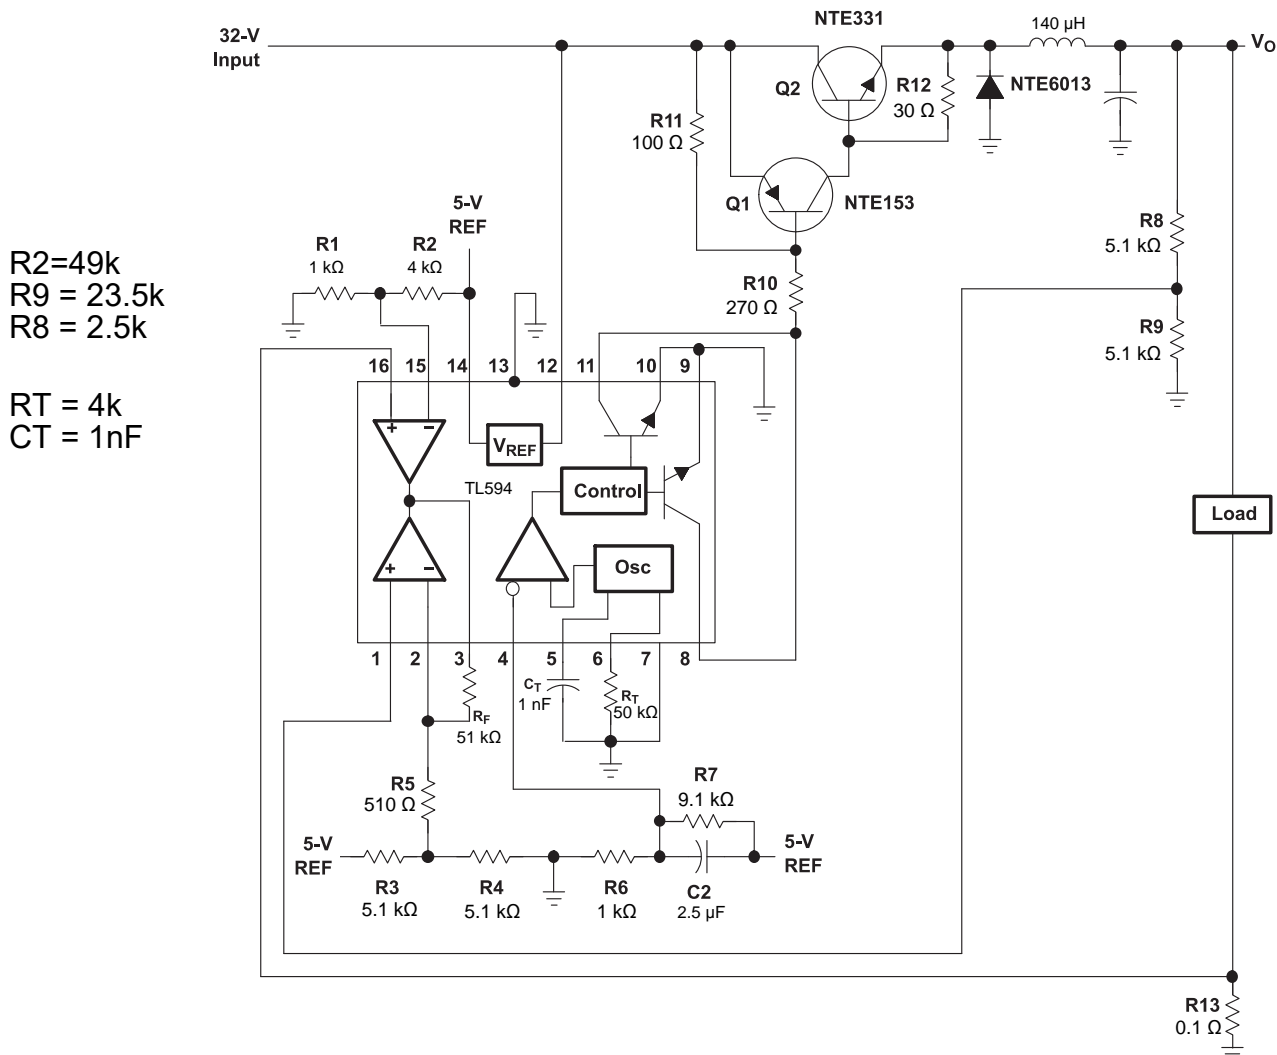 NTE331
140 µH
32-V
Input
VO
Q2
R12
30 Ω
NTE6013
R11
100 Ω
Q1
NTE153
5-V
REF
R1
1 kΩ
R2
4 kΩ
R8
5.1 kΩ
R2=49k
R9 = 23.5k
R8 = 2.5k
R10
270 Ω
R9
5.1 kΩ
16 15 14 13 12 11 10 9
RT = 4k
CT = 1nF
+ −
VREF
TL594
Control
Load
+ −
Osc
1 2 3 4 5 6 7 8
CT
1 nF
RT
50 kΩ
RF
51 kΩ
R5
510 Ω
R7
9.1 kΩ
5-V
REF
5-V
REF
R3
5.1 kΩ
R4
5.1 kΩ
R6
1 kΩ
C2
2.5 µF
R13
0.1 Ω